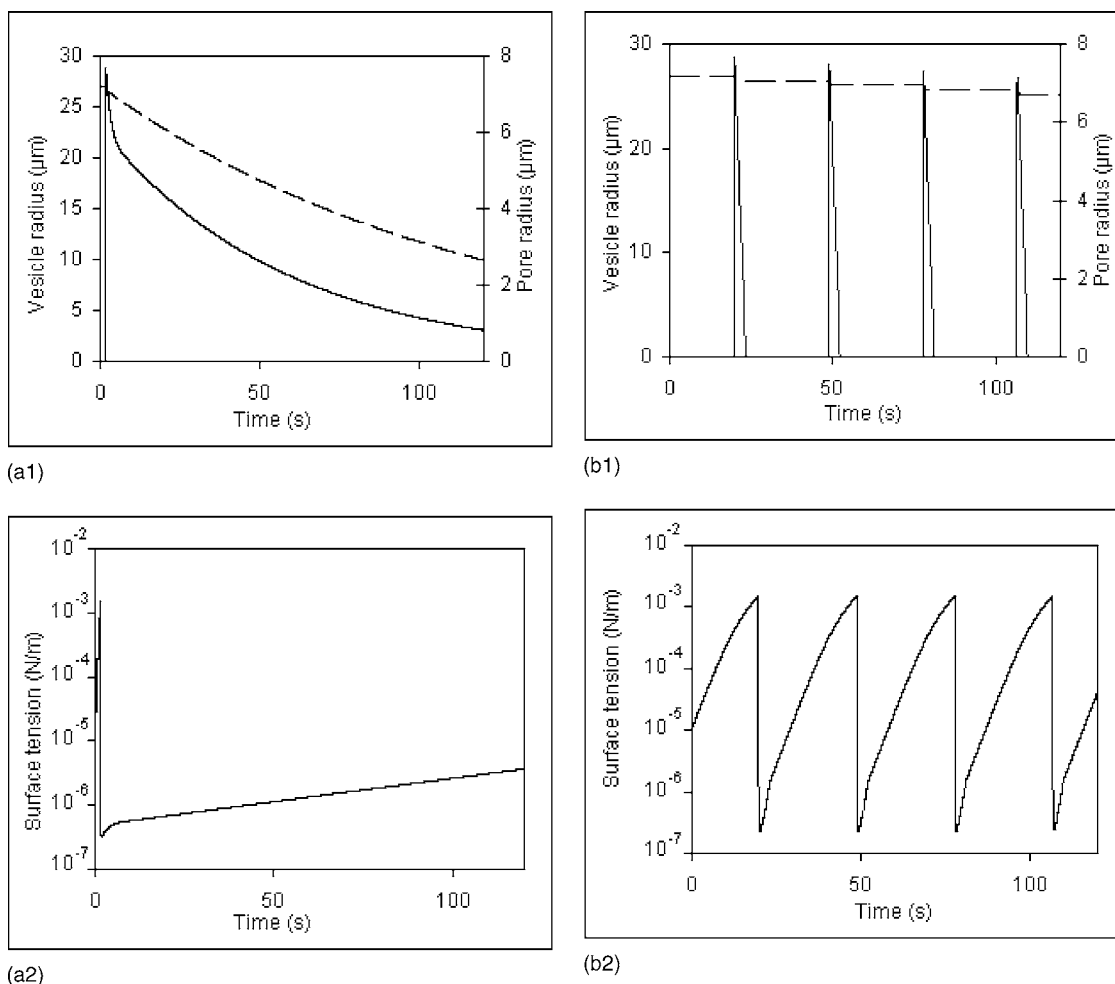 30
25
20
15
10
5
0
Vesicle radius (µm)
8
6
4
2
0
Pore radius (µm)
0 50 100
Time (s)
(a1)
30
20
10
0
Vesicle radius (µm)
8
6
4
2
0
Pore radius (µm)
0 50 100
Time (s)
(b1)
10-2
10-3
10-4
10-5
10-6
10-7
Surface tension (N/m)
0 50 100
Time (s)
(a2)
10-2
10-3
10-4
10-5
10-6
10-7
Surface tension (N/m)
0 50 100
Time (s)
(b2)